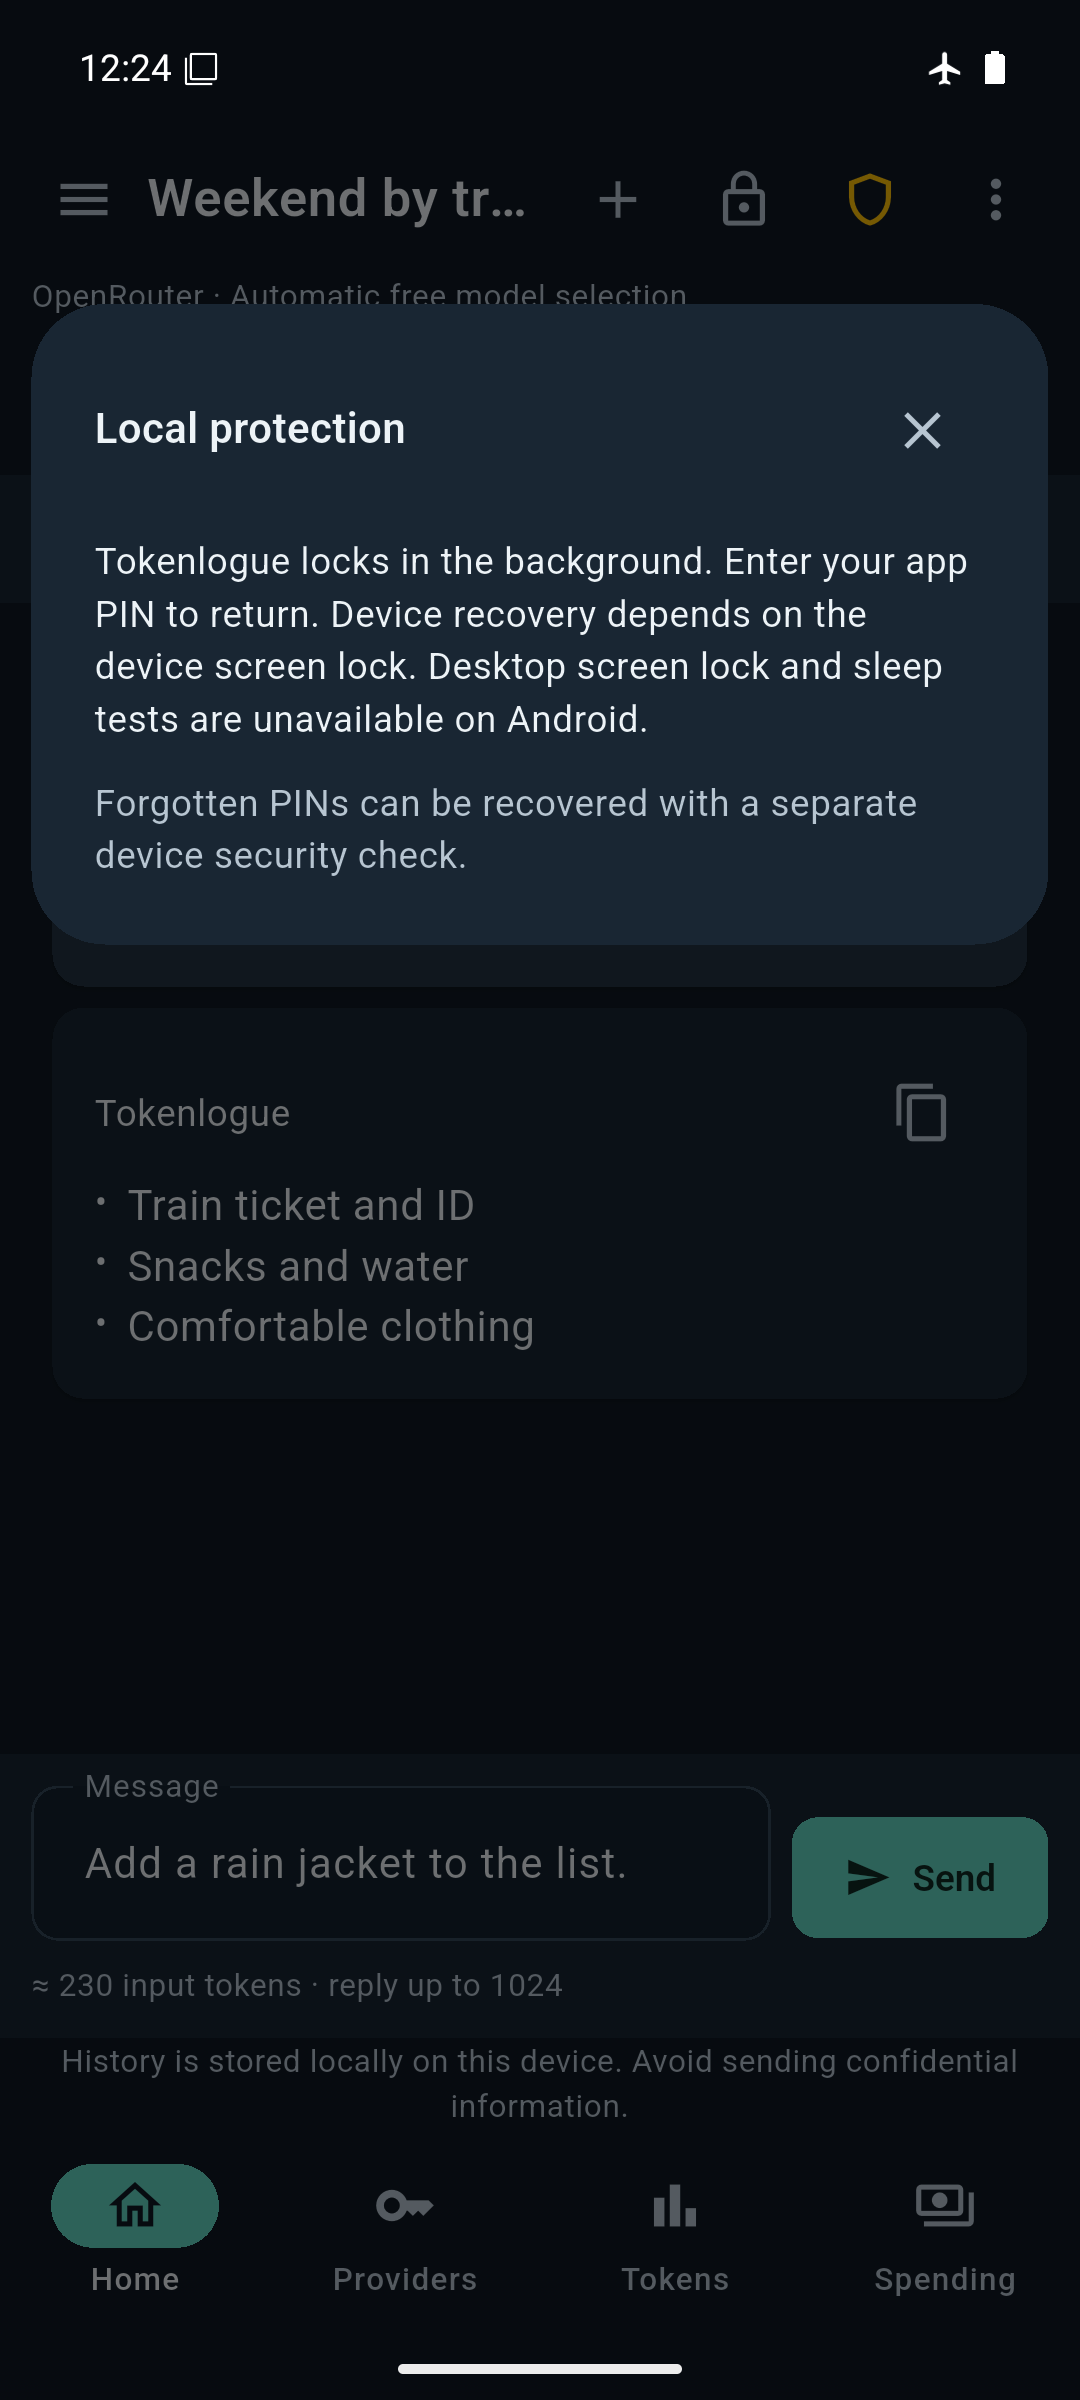 12:24
Weekend by tr...
OpenRouter · Automatic free model selection
Local protection
Tokenlogue locks in the background. Enter your app
PIN to return. Device recovery depends on the
device screen lock. Desktop screen lock and sleep
tests are unavailable on Android.
Forgotten PINs can be recovered with a separate
device security check.
Tokenlogue
• Train ticket and ID
• Snacks and water
• Comfortable clothing
Message
Add a rain jacket to the list.
Send
≈ 230 input tokens · reply up to 1024
History is stored locally on this device. Avoid sending confidential
information.
Home
Providers
Tokens
Spending